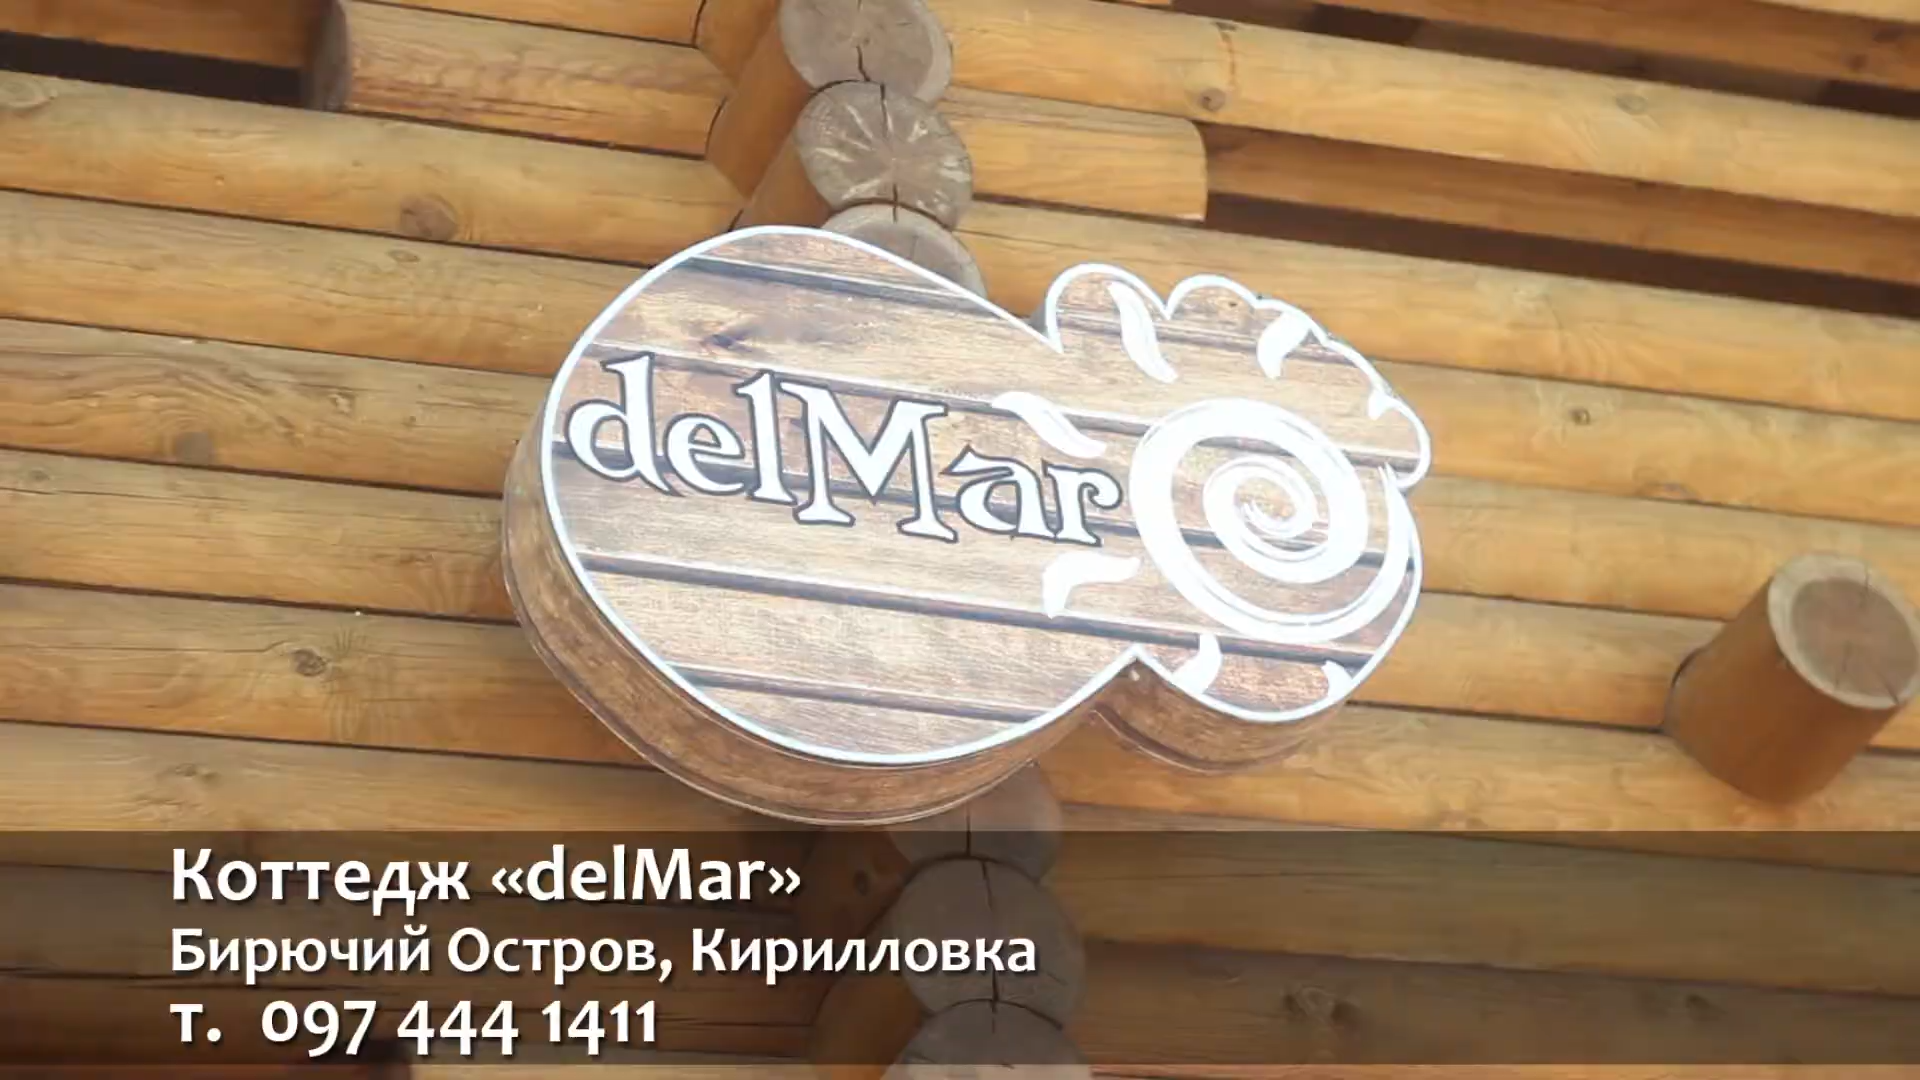 delMar
Коттедж «delMar»
Бирючий Остров, Кирилловка
т. 097 444 1411